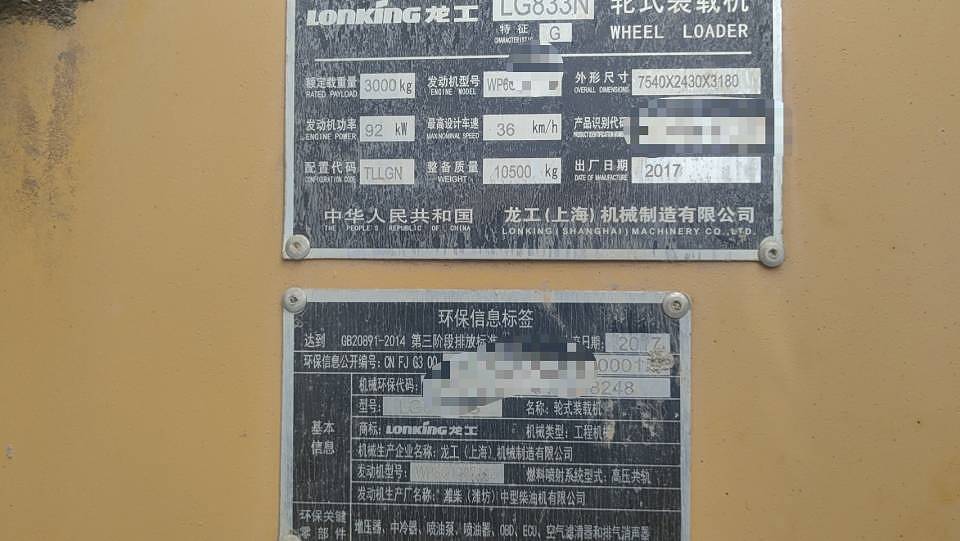 LONKING 龙工 LG833N 轮式装载机
特征 G WHEEL LOADER
CHARACTERISTIC
额定载重量 3000 kg 发动机型号 WP6 外形尺寸 7540X2430X3180
RATED PAYLOAD ENGINE MODEL OVERALL DIMENSIONS
发动机功率 92 kW 最高设计车速 36 km/h 产品识别代码
ENGINE POWER MAX.NOMINAL SPEED PRODUCT IDENTIFICATION NUMBER
配置代码 TLLGN 整备质量 10500 kg 出厂日期 2017
CONFIGURATION CODE WEIGHT DATE OF MANUFACTURE
中华人民共和国 龙工(上海)机械制造有限公司
THE PEOPLE'S REPUBLIC OF CHINA LONKING(SHANGHAI)MACHINERY CO.,LTD.
环保信息标签
达到 GB20891-2014 第三阶段排放标准 日期: 2017
环保信息公开编号: CN FJ G3 00 0001
机械环保代码: 8248
型号: 名称: 轮式装载机
基本信息 商标: LONKING 龙工 机械类型: 工程机械
机械生产企业名称: 龙工(上海)机械制造有限公司
发动机型号: 燃料喷射系统型式: 高压共轨
发动机生产厂名称: 潍柴(潍坊)中型柴油机有限公司
环保关键零部件 增压器、中冷器、喷油泵、喷油器、OBD、ECU、空气滤清器和排气消声器